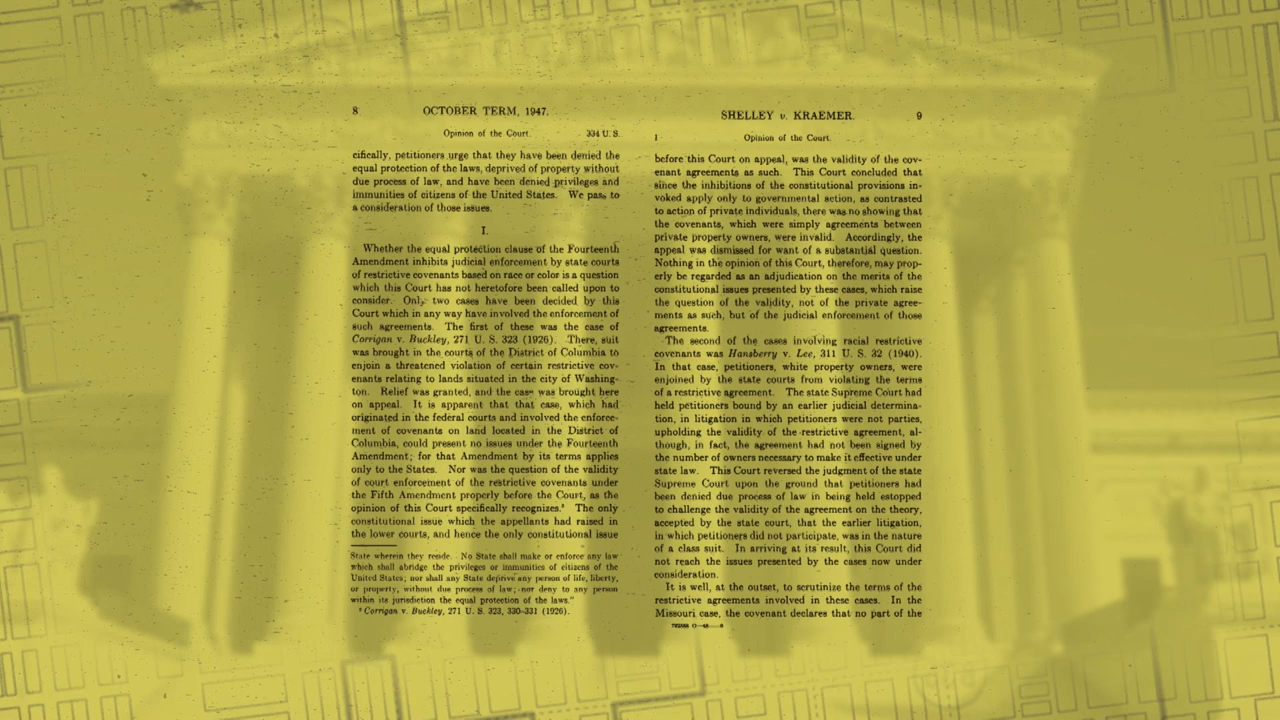 8 OCTOBER TERM, 1947.
Opinion of the Court. 334 U. S.
cifically, petitioners urge that they have been denied the
equal protection of the laws, deprived of property without
due process of law, and have been denied privileges and
immunities of citizens of the United States. We pass to
a consideration of those issues.
I.
Whether the equal protection clause of the Fourteenth
Amendment inhibits judicial enforcement by state courts
of restrictive covenants based on race or color is a question
which this Court has not heretofore been called upon to
consider. Only two cases have been decided by this
Court which in any way have involved the enforcement of
such agreements. The first of these was the case of
Corrigan v. Buckley, 271 U. S. 323 (1926). There, suit
was brought in the courts of the District of Columbia to
enjoin a threatened violation of certain restrictive cov-
enants relating to lands situated in the city of Washing-
ton. Relief was granted, and the case was brought here
on appeal. It is apparent that that case, which had
originated in the federal courts and involved the enforce-
ment of covenants on land located in the District of
Columbia, could present no issues under the Fourteenth
Amendment; for that Amendment by its terms applies
only to the States. Nor was the question of the validity
of court enforcement of the restrictive covenants under
the Fifth Amendment properly before the Court, as the
opinion of this Court specifically recognizes.⁵ The only
constitutional issue which the appellants had raised in
the lower courts, and hence the only constitutional issue
State wherein they reside. No State shall make or enforce any law
which shall abridge the privileges or immunities of citizens of the
United States; nor shall any State deprive any person of life, liberty,
or property, without due process of law; nor deny to any person
within its jurisdiction the equal protection of the laws."
⁵ Corrigan v. Buckley, 271 U. S. 323, 330–331 (1926).
SHELLEY v. KRAEMER. 9
1 Opinion of the Court.
before this Court on appeal, was the validity of the cov-
enant agreements as such. This Court concluded that
since the inhibitions of the constitutional provisions in-
voked apply only to governmental action, as contrasted
to action of private individuals, there was no showing that
the covenants, which were simply agreements between
private property owners, were invalid. Accordingly, the
appeal was dismissed for want of a substantial question.
Nothing in the opinion of this Court, therefore, may prop-
erly be regarded as an adjudication on the merits of the
constitutional issues presented by these cases, which raise
the question of the validity, not of the private agree-
ments as such, but of the judicial enforcement of those
agreements.
The second of the cases involving racial restrictive
covenants was Hansberry v. Lee, 311 U. S. 32 (1940).
In that case, petitioners, white property owners, were
enjoined by the state courts from violating the terms
of a restrictive agreement. The state Supreme Court had
held petitioners bound by an earlier judicial determina-
tion, in litigation in which petitioners were not parties,
upholding the validity of the restrictive agreement, al-
though, in fact, the agreement had not been signed by
the number of owners necessary to make it effective under
state law. This Court reversed the judgment of the state
Supreme Court upon the ground that petitioners had
been denied due process of law in being held estopped
to challenge the validity of the agreement on the theory,
accepted by the state court, that the earlier litigation,
in which petitioners did not participate, was in the nature
of a class suit. In arriving at its result, this Court did
not reach the issues presented by the cases now under
consideration.
It is well, at the outset, to scrutinize the terms of the
restrictive agreements involved in these cases. In the
Missouri case, the covenant declares that no part of the